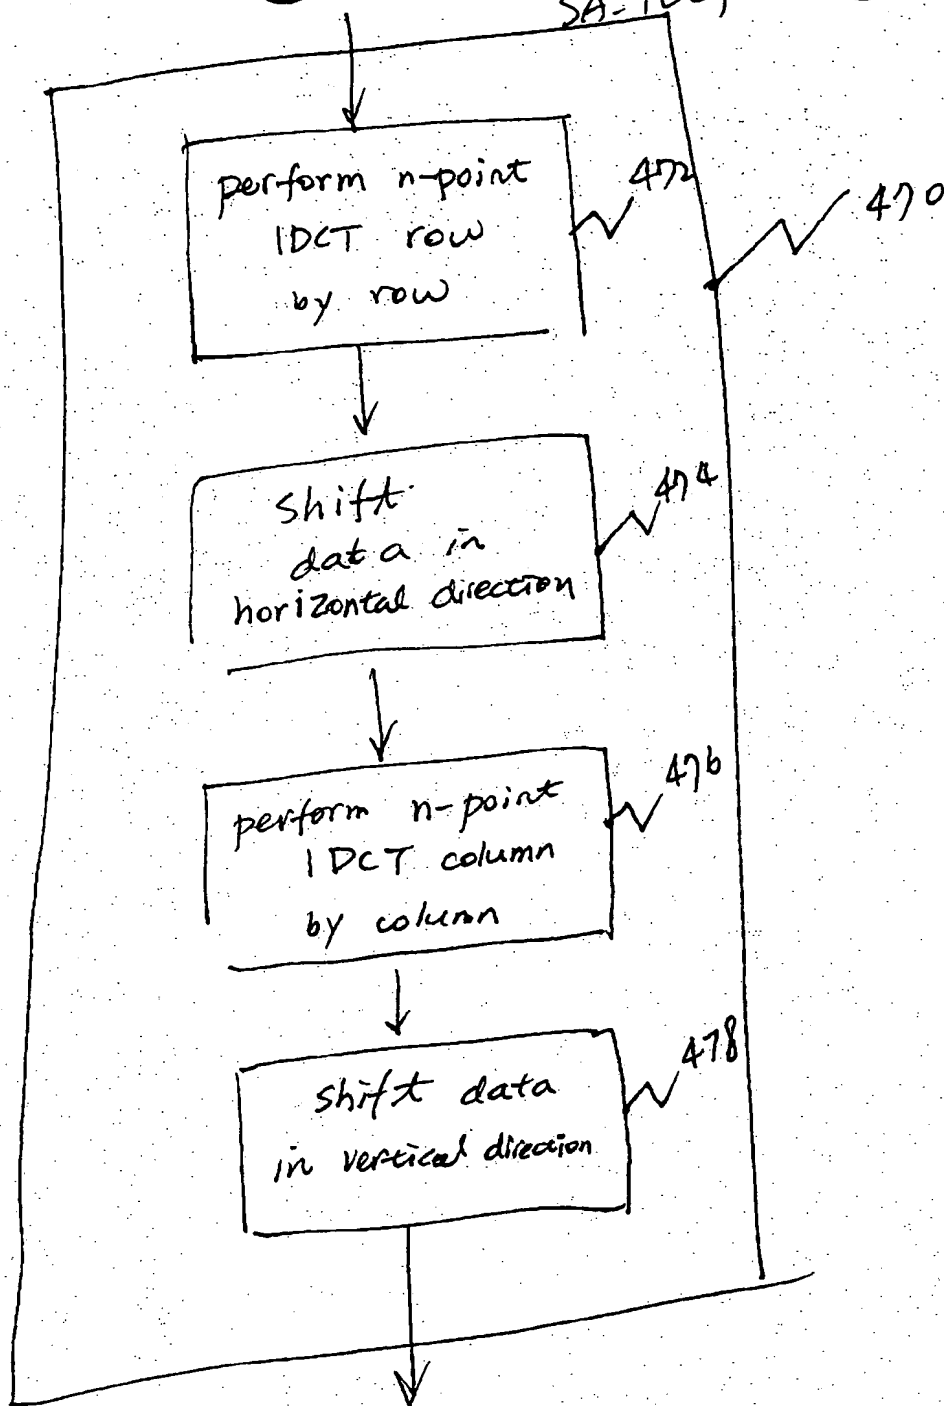 SA-IDCT
perform n-point
IDCT row
by row
472
470
shift
data in
horizontal direction
474
perform n-point
IDCT column
by column
476
shift data
in vertical direction
478